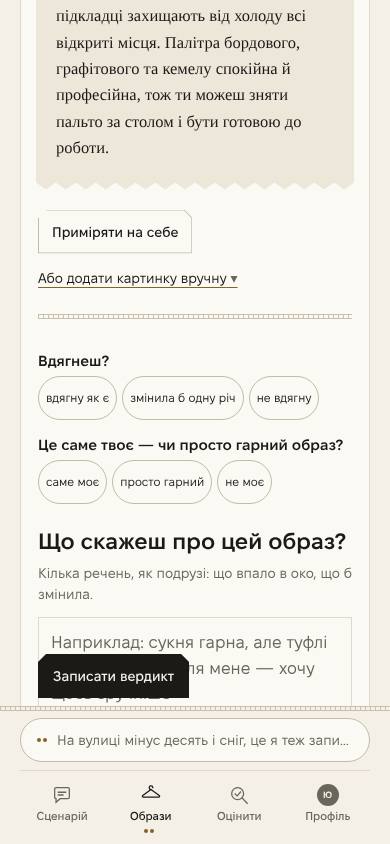 підкладці захищають від холоду всі
відкриті місця. Палітра бордового,
графітового та кемелу спокійна й
професійна, тож ти можеш зняти
пальто за столом і бути готовою до
роботи.
Приміряти на себе
Або додати картинку вручну ▾
Вдягнеш?
вдягну як є
змінила б одну річ
не вдягну
Це саме твоє — чи просто гарний образ?
саме моє
просто гарний
не моє
Що скажеш про цей образ?
Кілька речень, як подрузі: що впало в око, що б
змінила.
Наприклад: сукня гарна, але туфлі
для мене — хочу
Записати вердикт
На вулиці мінус десять і сніг, це я теж запи...
Сценарій
Образи
Оцінити
Ю
Профіль